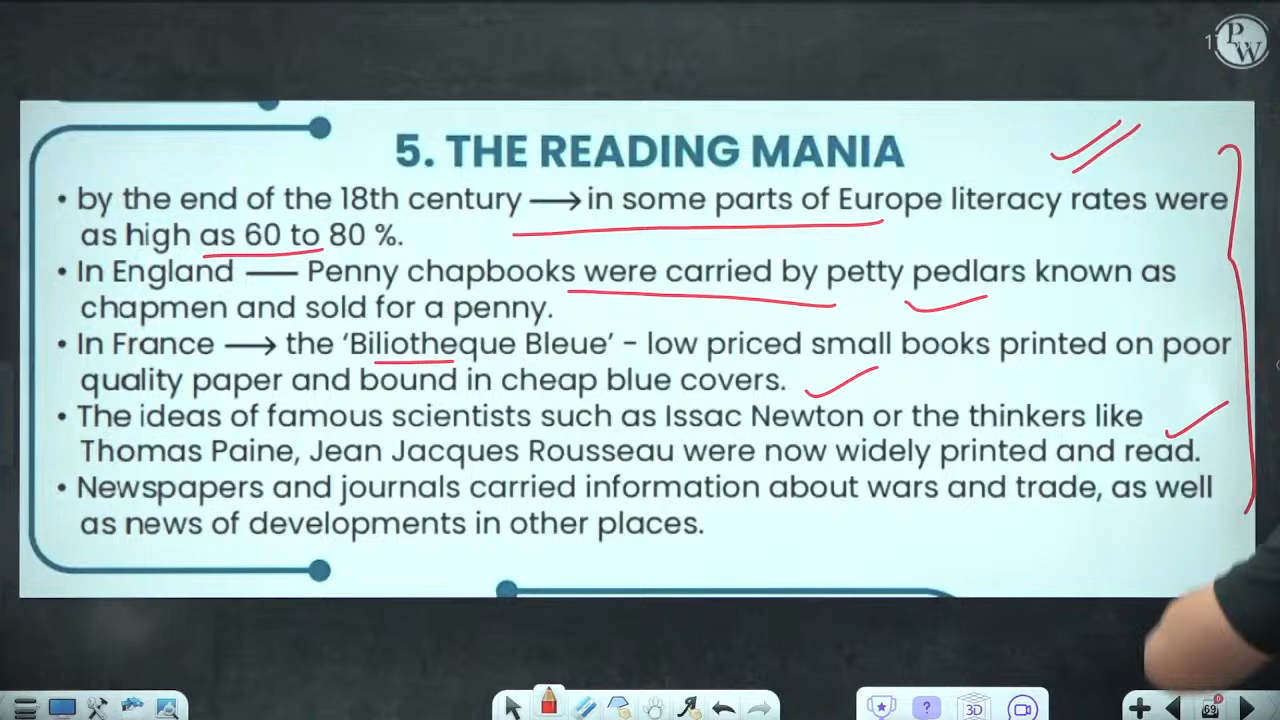 PW
5. THE READING MANIA
• by the end of the 18th century ⟶ in some parts of Europe literacy rates were
as high as 60 to 80 %.
• In England — Penny chapbooks were carried by petty pedlars known as
chapmen and sold for a penny.
• In France ⟶ the ‘Biliotheque Bleue’ - low priced small books printed on poor
quality paper and bound in cheap blue covers.
• The ideas of famous scientists such as Issac Newton or the thinkers like
Thomas Paine, Jean Jacques Rousseau were now widely printed and read.
• Newspapers and journals carried information about wars and trade, as well
as news of developments in other places.
? 3D 69